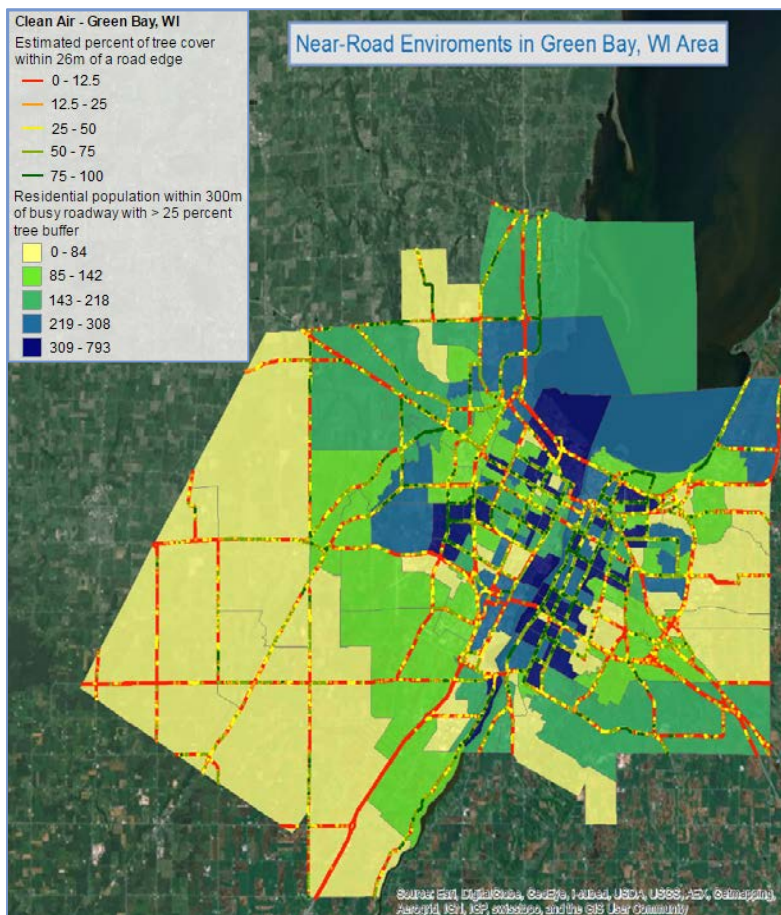 Clean Air - Green Bay, WI
Estimated percent of tree cover
within 26m of a road edge
0 - 12.5
12.5 - 25
25 - 50
50 - 75
75 - 100
Residential population within 300m
of busy roadway with > 25 percent
tree buffer
0 - 84
85 - 142
143 - 218
219 - 308
309 - 793
Near-Road Enviroments in Green Bay, WI Area
Source: Esri, DigitalGlobe, GeoEye, i-cubed, USDA, USGS, AEX, Getmapping,
Aerogrid, IGN, IGP, swisstopo, and the GIS User Community